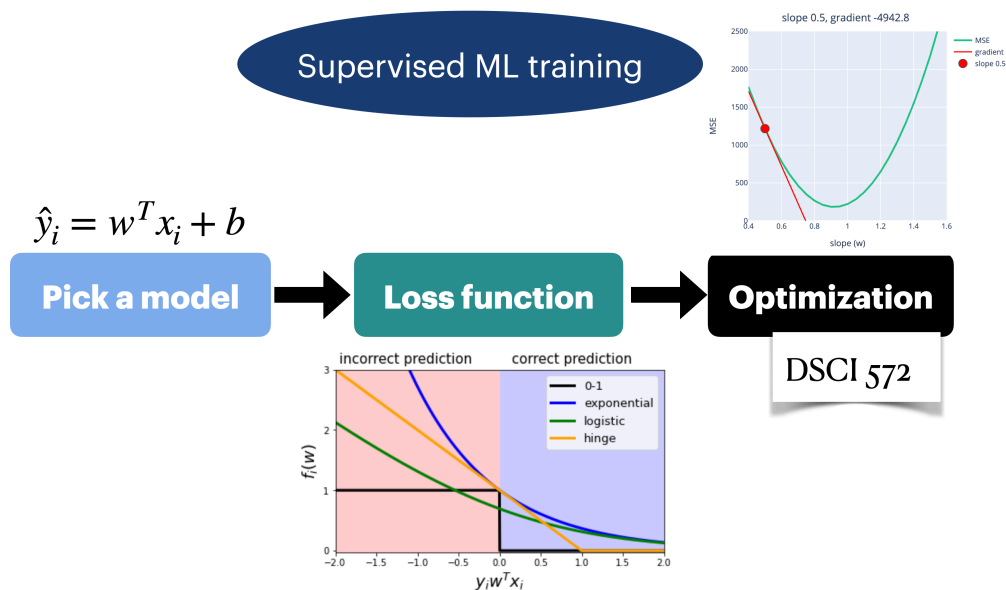 Supervised ML training
slope 0.5, gradient -4942.8
MSE
gradient
slope 0.5
2500
2000
1500
1000
500
0
MSE
0.4 0.6 0.8 1 1.2 1.4 1.6
slope (w)
ŷᵢ = wᵀxᵢ + b
Pick a model
Loss function
Optimization
DSCI 572
incorrect prediction
correct prediction
0-1
exponential
logistic
hinge
3
2
1
0
fᵢ(w)
−2.0 −1.5 −1.0 −0.5 0.0 0.5 1.0 1.5 2.0
yᵢwᵀxᵢ